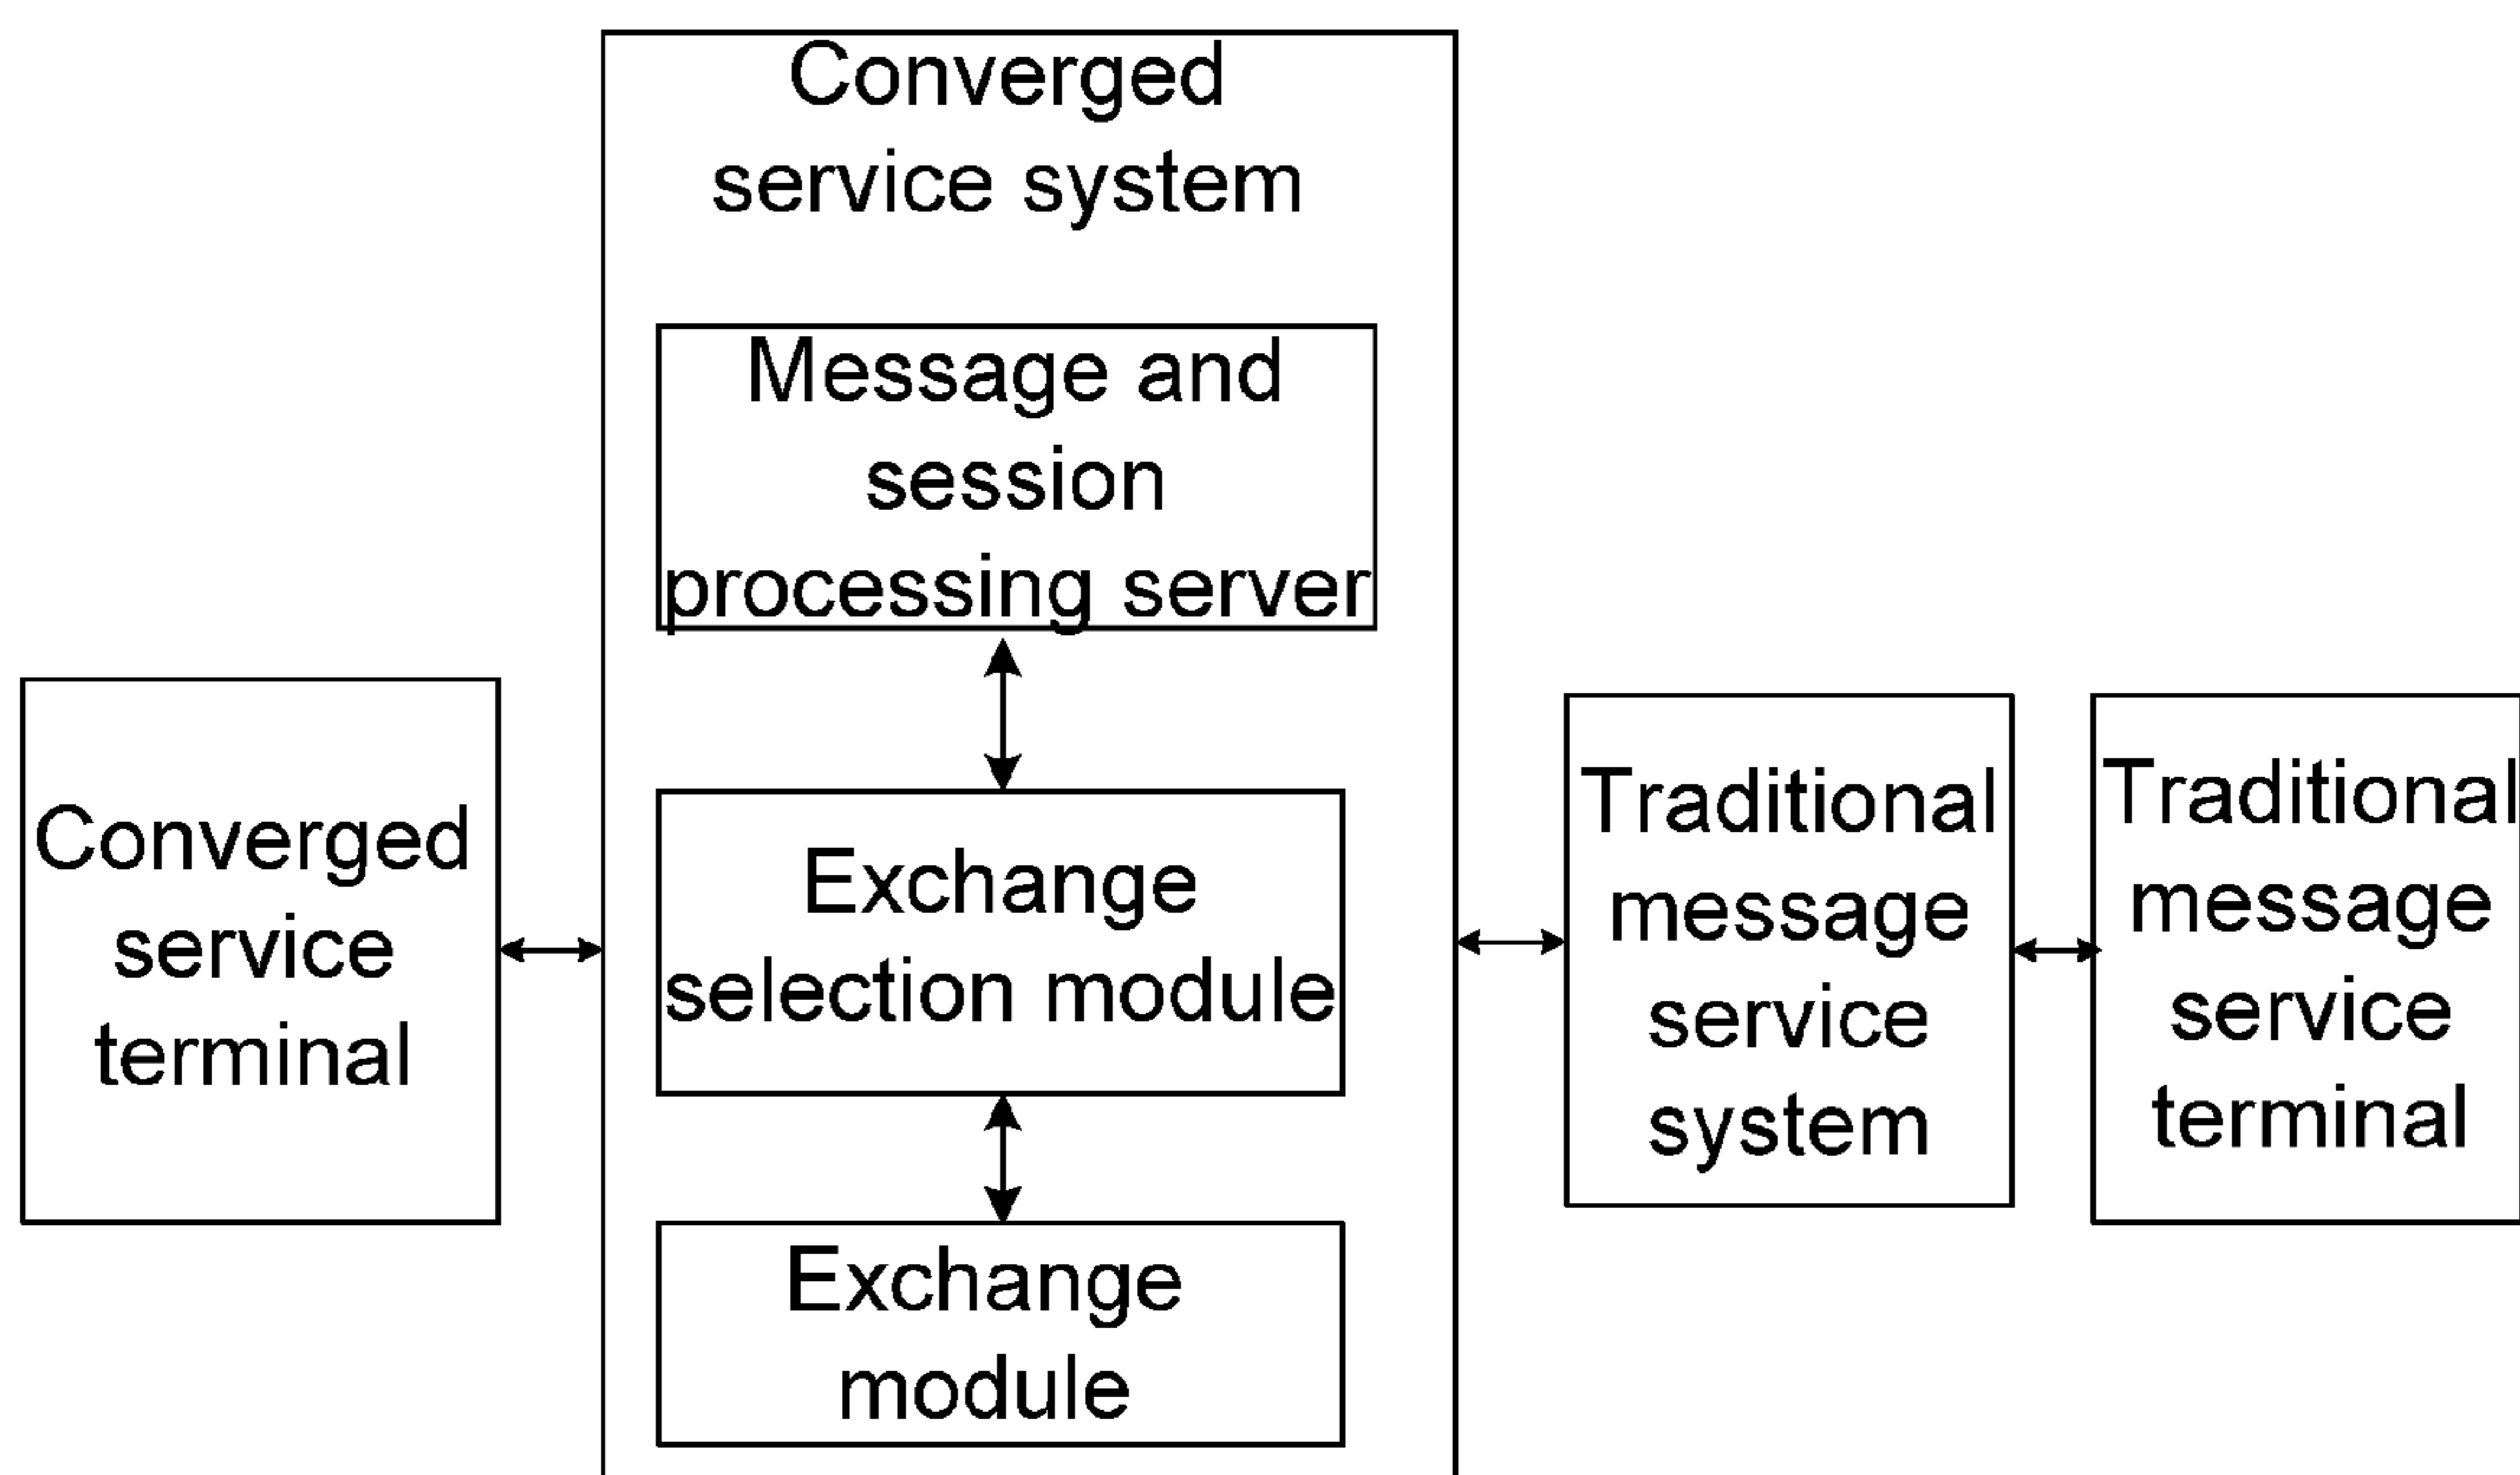 Converged
service system
Message and
session
processing server
Converged
service
terminal
Exchange
selection module
Exchange
module
Traditional
message
service
system
Traditional
message
service
terminal